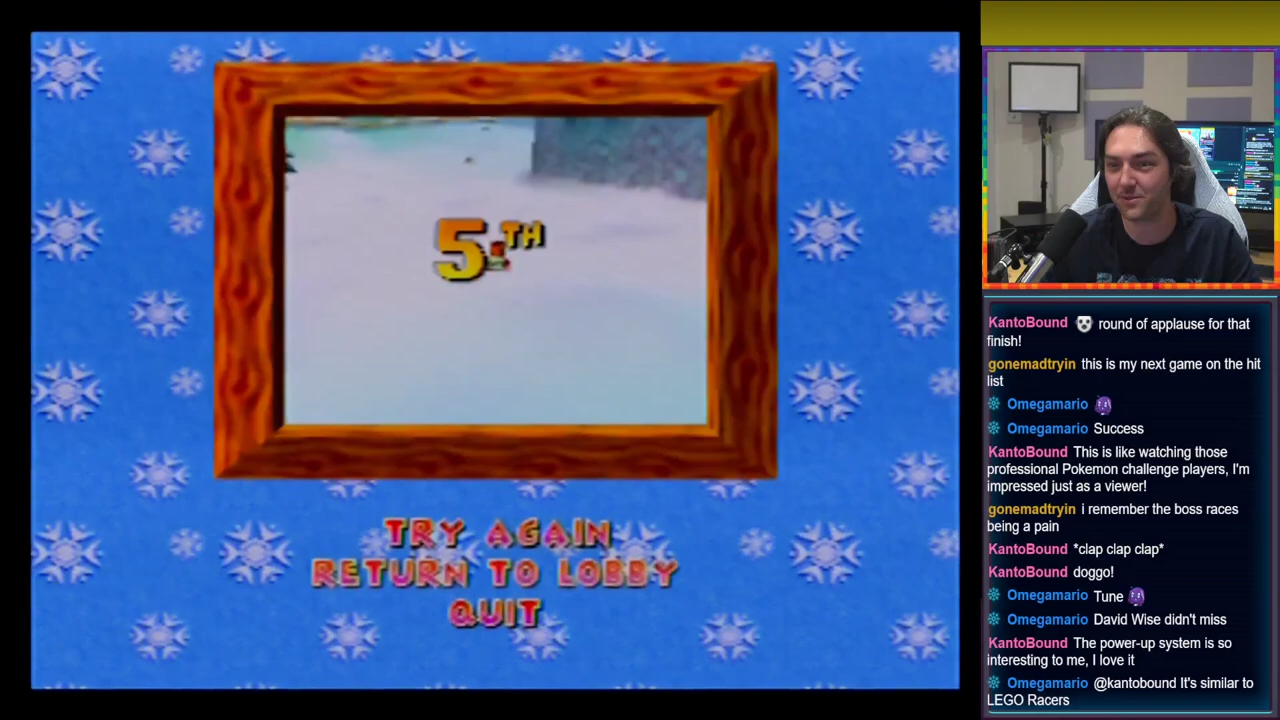 5TH
TRY AGAIN
RETURN TO LOBBY
QUIT
KantoBound round of applause for that
finish!
gonemadtryin this is my next game on the hit
list
Omegamario
Omegamario Success
KantoBound This is like watching those
professional Pokemon challenge players, I'm
impressed just as a viewer!
gonemadtryin i remember the boss races
being a pain
KantoBound *clap clap clap*
KantoBound doggo!
Omegamario Tune
Omegamario David Wise didn't miss
KantoBound The power-up system is so
interesting to me, I love it
Omegamario @kantobound It's similar to
LEGO Racers